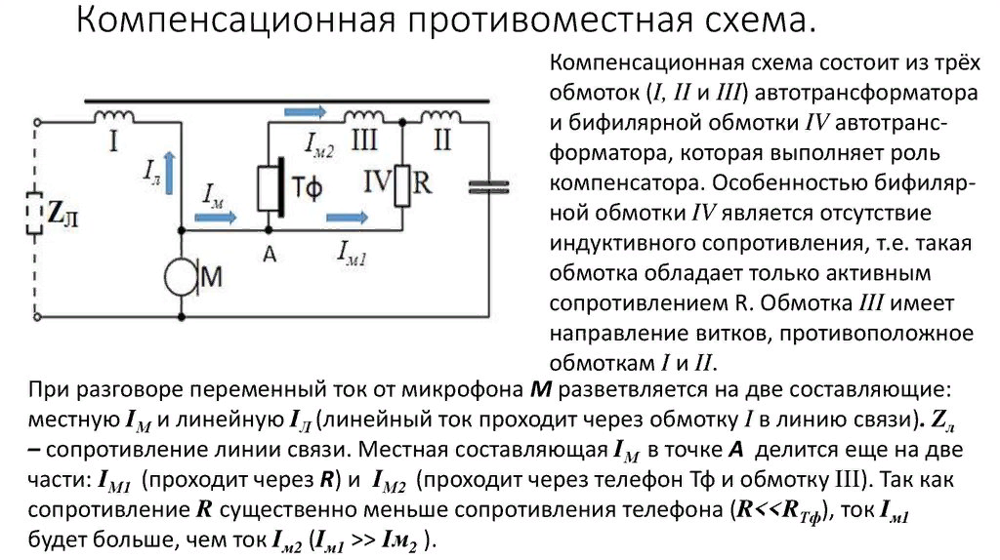 Компенсационная противоместная схема.
I
Iл
Zл
М
Iм
А
Iм2
Тф
Iм1
III
IV
R
II
Компенсационная схема состоит из трёх
обмоток (I, II и III) автотрансформатора
и бифилярной обмотки IV автотранс-
форматора, которая выполняет роль
компенсатора. Особенностью бифиляр-
ной обмотки IV является отсутствие
индуктивного сопротивления, т.е. такая
обмотка обладает только активным
сопротивлением R. Обмотка III имеет
направление витков, противоположное
обмоткам I и II.
При разговоре переменный ток от микрофона М разветвляется на две составляющие:
местную IМ и линейную IЛ (линейный ток проходит через обмотку I в линию связи). Zл
– сопротивление линии связи. Местная составляющая IМ в точке А делится еще на две
части: IМ1 (проходит через R) и IМ2 (проходит через телефон Тф и обмотку III). Так как
сопротивление R существенно меньше сопротивления телефона (R<<RТф), ток Iм1
будет больше, чем ток Iм2 (Iм1 >> Iм2 ).